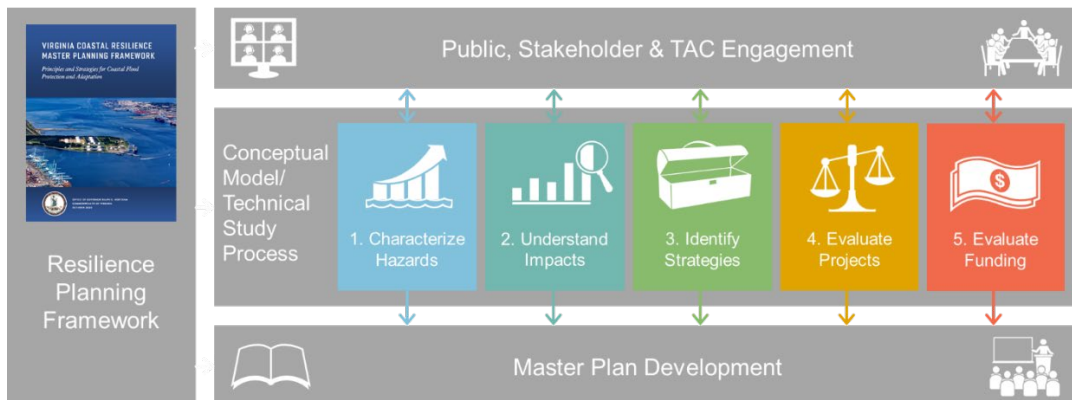 VIRGINIA COASTAL RESILIENCE
MASTER PLANNING FRAMEWORK
Principles and Strategies for Coastal Flood
Protection and Adaptation
Resilience
Planning
Framework
Public, Stakeholder & TAC Engagement
Conceptual
Model/
Technical
Study
Process
1. Characterize
Hazards
2. Understand
Impacts
3. Identify
Strategies
4. Evaluate
Projects
$
5. Evaluate
Funding
Master Plan Development